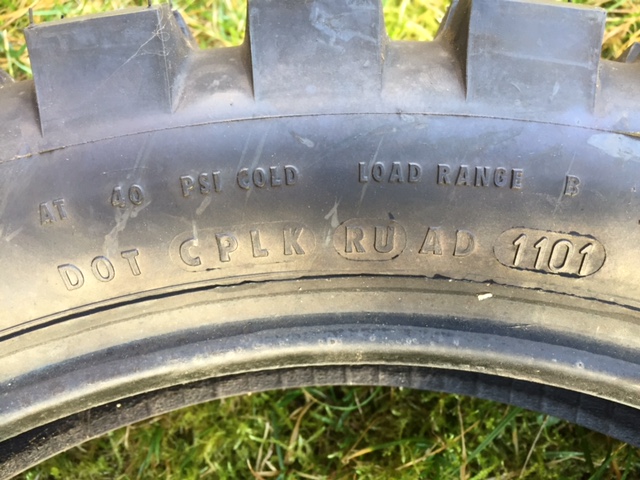 AT 40 PSI COLD LOAD RANGE B
DOT CPLK RU AD 1101